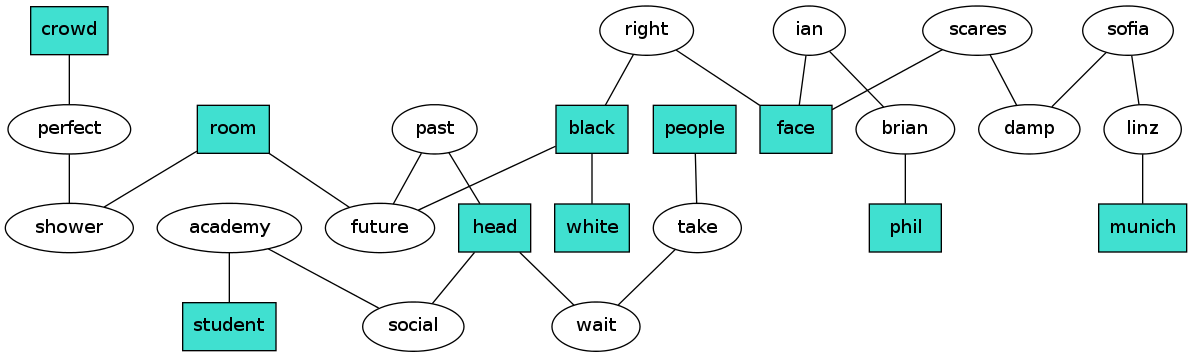 crowd
right
ian
scares
sofia
perfect
room
past
black
people
face
brian
damp
linz
shower
academy
future
head
white
take
phil
munich
student
social
wait